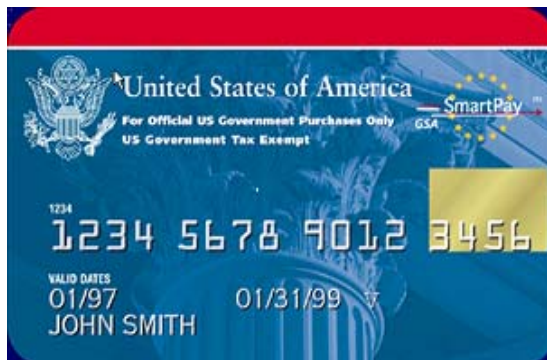 United States of America
For Official US Government Purchases Only
US Government Tax Exempt
SmartPay TM
GSA
1234
1234 5678 9012 3456
VALID DATES
01/97 01/31/99 V
JOHN SMITH